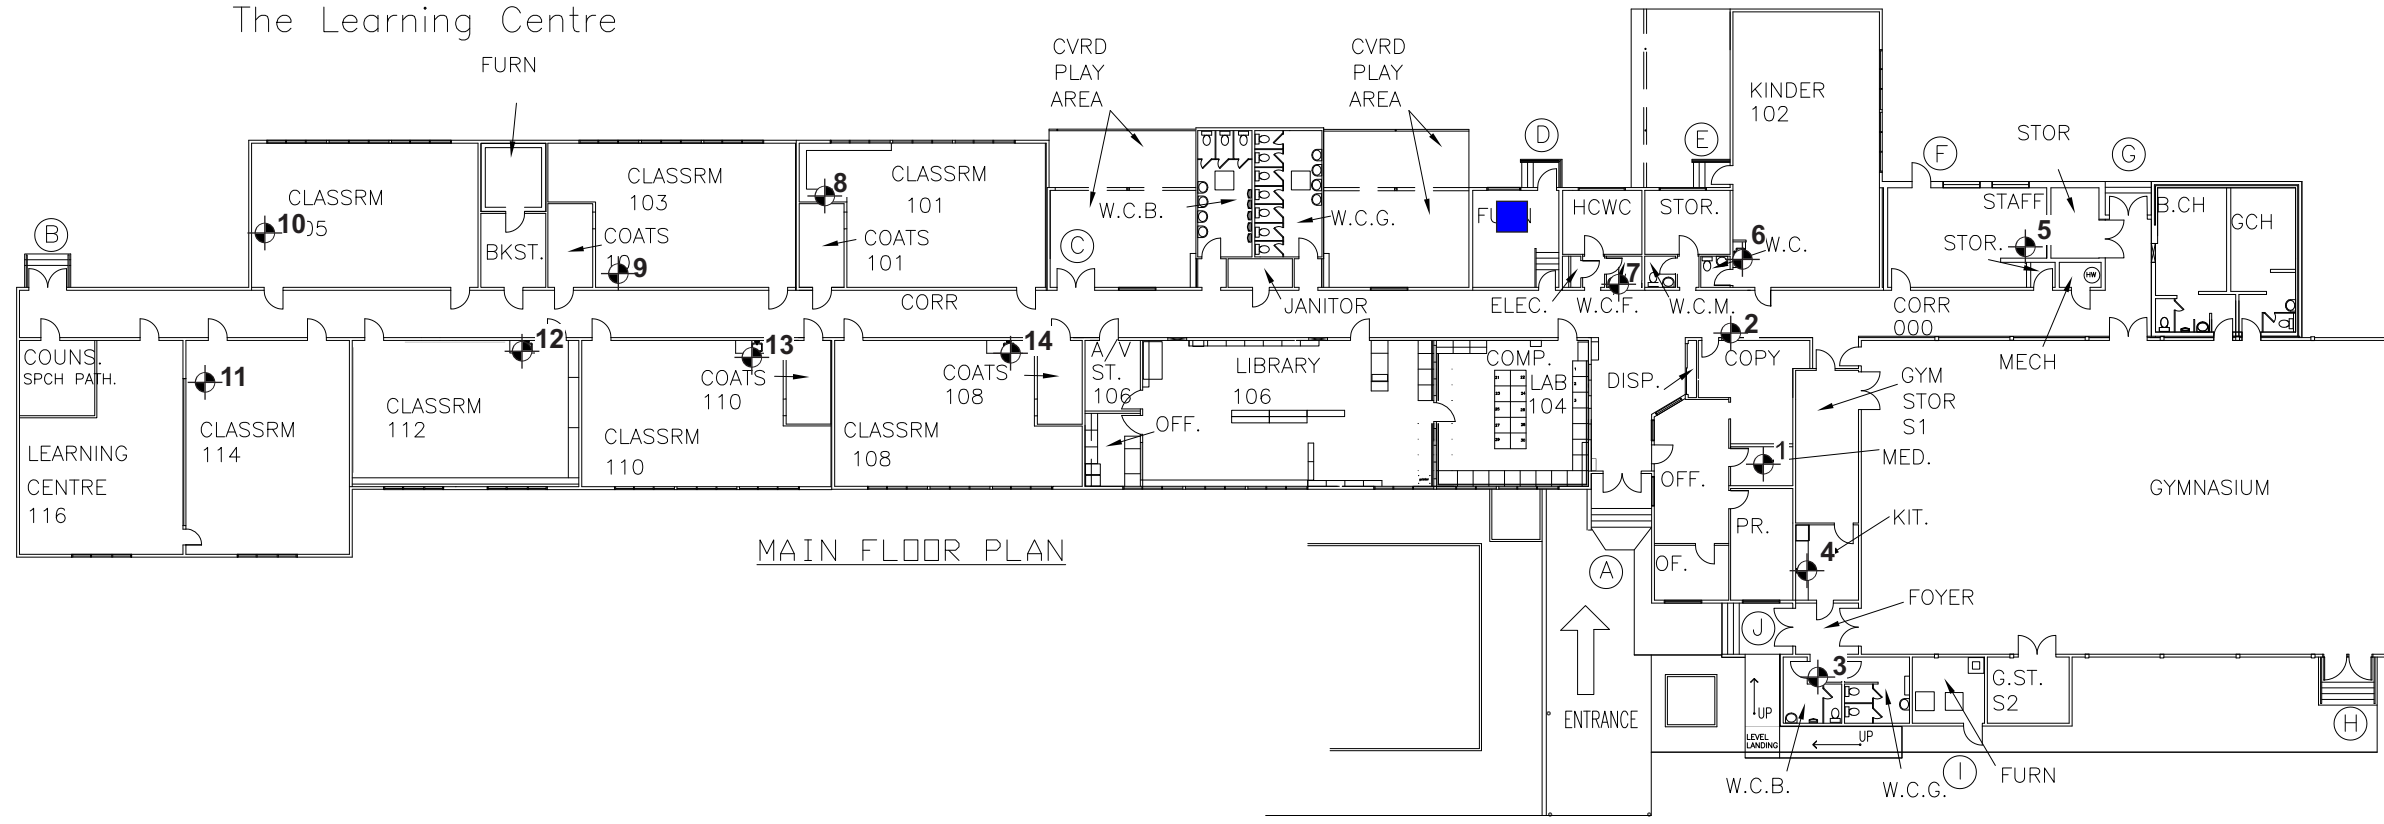 The Learning Centre
FURN
CVRD
PLAY
AREA
CVRD
PLAY
AREA
KINDER
102
STOR
D
E
F
G
CLASSRM
05
10
CLASSRM
103
8
CLASSRM
101
W.C.B.
W.C.G.
HCWC
STOR.
STAFF
B.CH
GCH
B
BKST.
COATS
10
9
COATS
101
C
6
W.C.
STOR.
5
HW
7
CORR
JANITOR
ELEC.
W.C.F.
W.C.M.
CORR
000
2
12
13
14
COUNS.
SPCH PATH.
11
COATS
110
COATS
108
A/V
ST.
106
LIBRARY
106
COMP.
LAB
104
DISP.
COPY
MECH
GYM
STOR
S1
CLASSRM
112
CLASSRM
114
CLASSRM
110
CLASSRM
108
OFF.
LEARNING
CENTRE
116
1
MED.
OFF.
GYMNASIUM
PR.
KIT.
MAIN FLOOR PLAN
4
OF.
A
FOYER
J
3
G.ST.
S2
ENTRANCE
UP
LEVEL
LANDING
UP
H
W.C.B.
W.C.G.
I
FURN